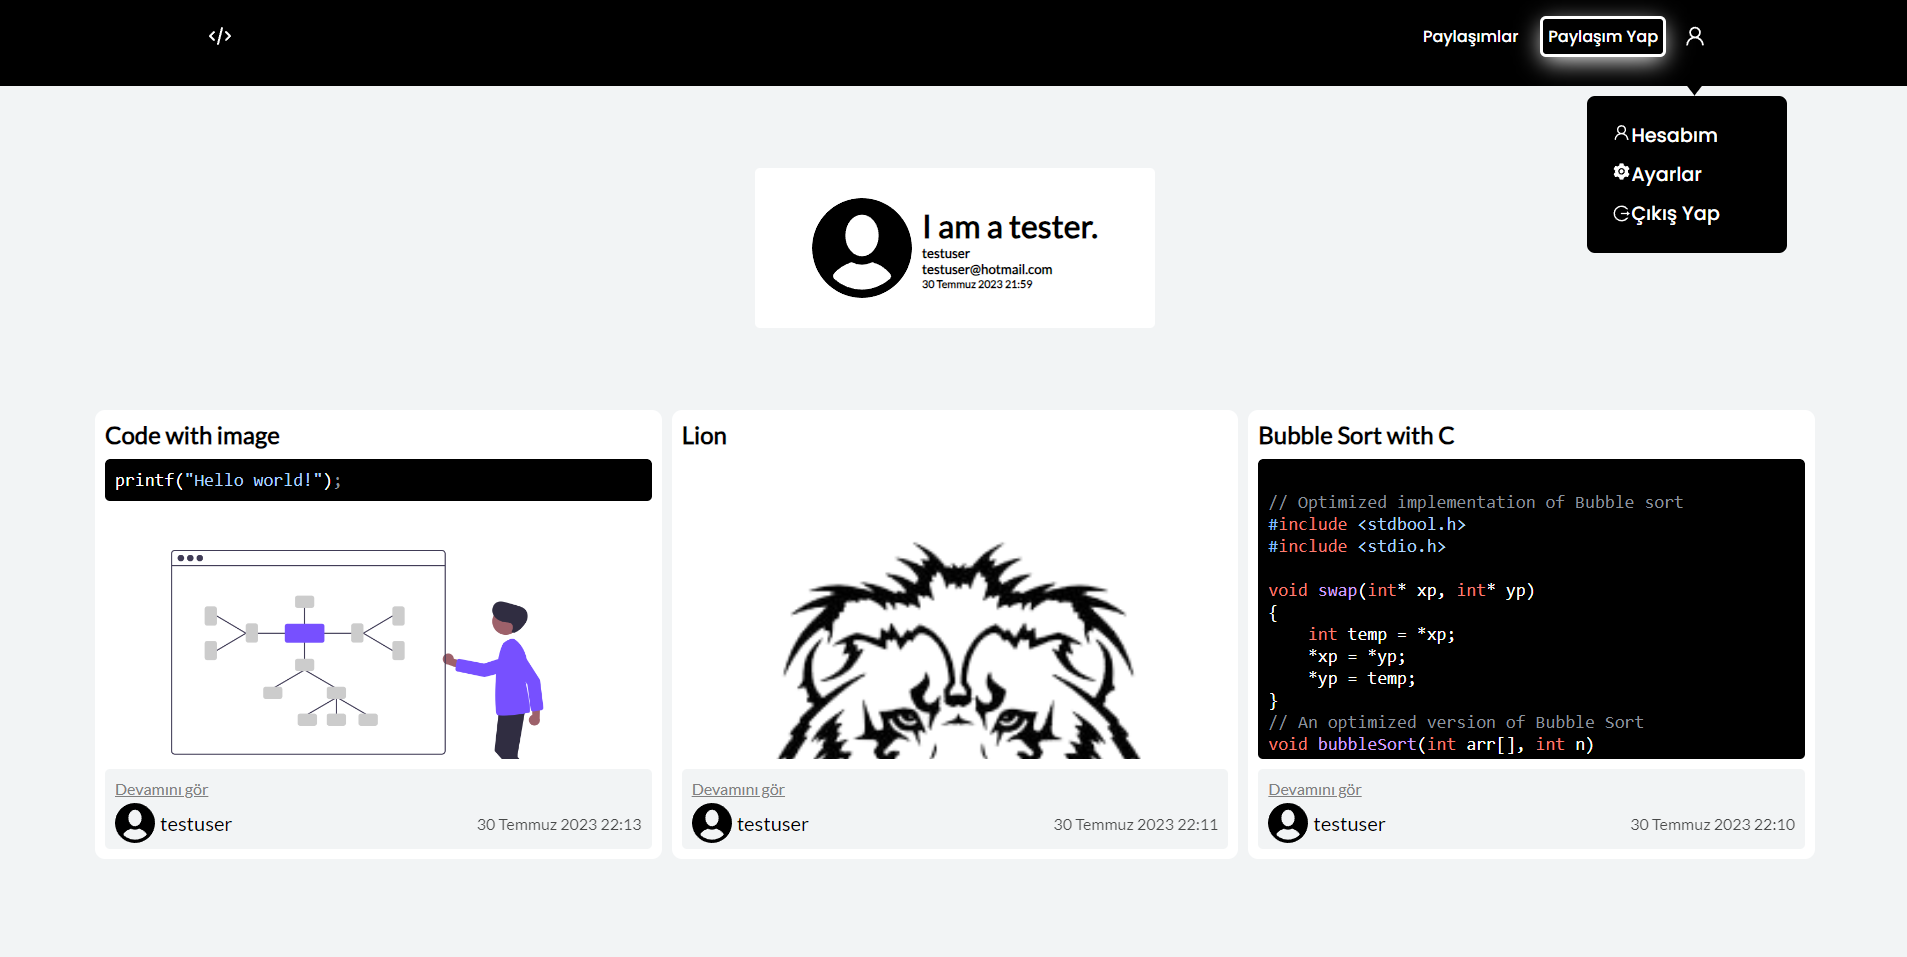 </>
Paylaşımlar
Paylaşım Yap
Hesabım
Ayarlar
Çıkış Yap
I am a tester.
testuser
testuser@hotmail.com
30 Temmuz 2023 21:59
Code with image
printf("Hello world!");
Devamını gör
testuser
30 Temmuz 2023 22:13
Lion
Devamını gör
testuser
30 Temmuz 2023 22:11
Bubble Sort with C
// Optimized implementation of Bubble sort
#include <stdbool.h>
#include <stdio.h>
void swap(int* xp, int* yp)
{
    int temp = *xp;
    *xp = *yp;
    *yp = temp;
}
// An optimized version of Bubble Sort
void bubbleSort(int arr[], int n)
Devamını gör
testuser
30 Temmuz 2023 22:10